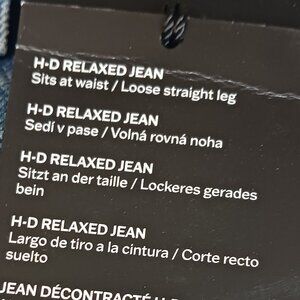 H-D RELAXED JEAN
Sits at waist / Loose straight leg
H-D RELAXED JEAN
Sedí v pase / Volná rovná noha
H-D RELAXED JEAN
Sitzt an der taille / Lockeres gerades
bein
H-D RELAXED JEAN
Largo de tiro a la cintura / Corte recto
suelto
JEAN DÉCONTRACTÉ H-D